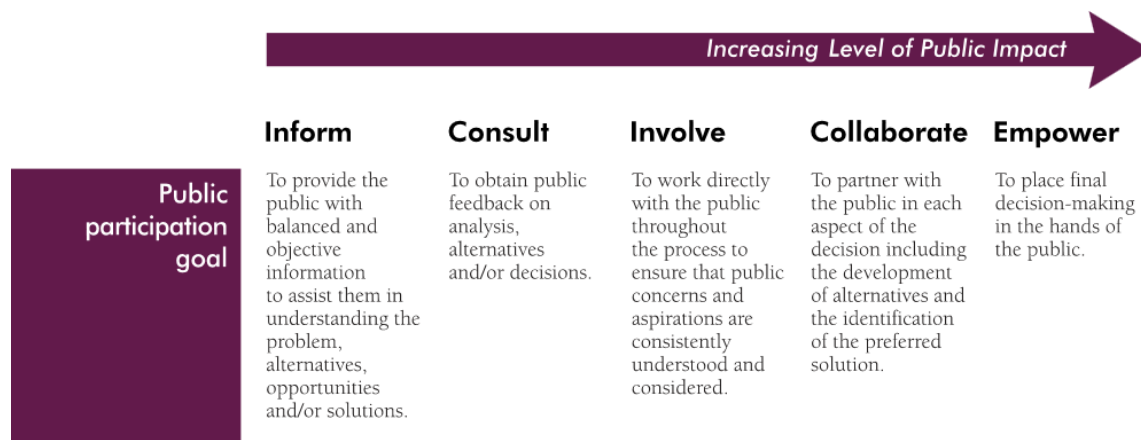 Increasing Level of Public Impact
Inform
Consult
Involve
Collaborate
Empower
Public
participation
goal
To provide the
public with
balanced and
objective
information
to assist them in
understanding the
problem,
alternatives,
opportunities
and/or solutions.
To obtain public
feedback on
analysis,
alternatives
and/or decisions.
To work directly
with the public
throughout
the process to
ensure that public
concerns and
aspirations are
consistently
understood and
considered.
To partner with
the public in each
aspect of the
decision including
the development
of alternatives and
the identification
of the preferred
solution.
To place final
decision-making
in the hands of
the public.